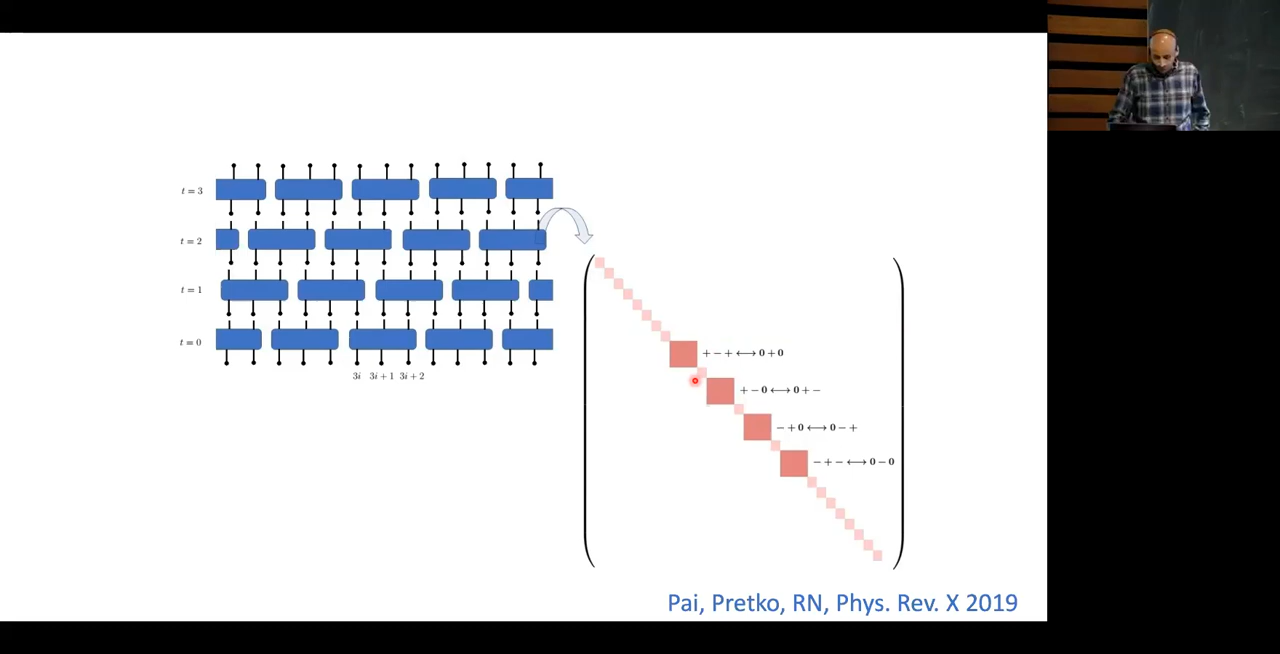 t = 3
t = 2
t = 1
t = 0
3i 3i + 1 3i + 2
+ − + ⟷ 0 + 0
+ − 0 ⟷ 0 + −
− + 0 ⟷ 0 − +
− + − ⟷ 0 − 0
Pai, Pretko, RN, Phys. Rev. X 2019